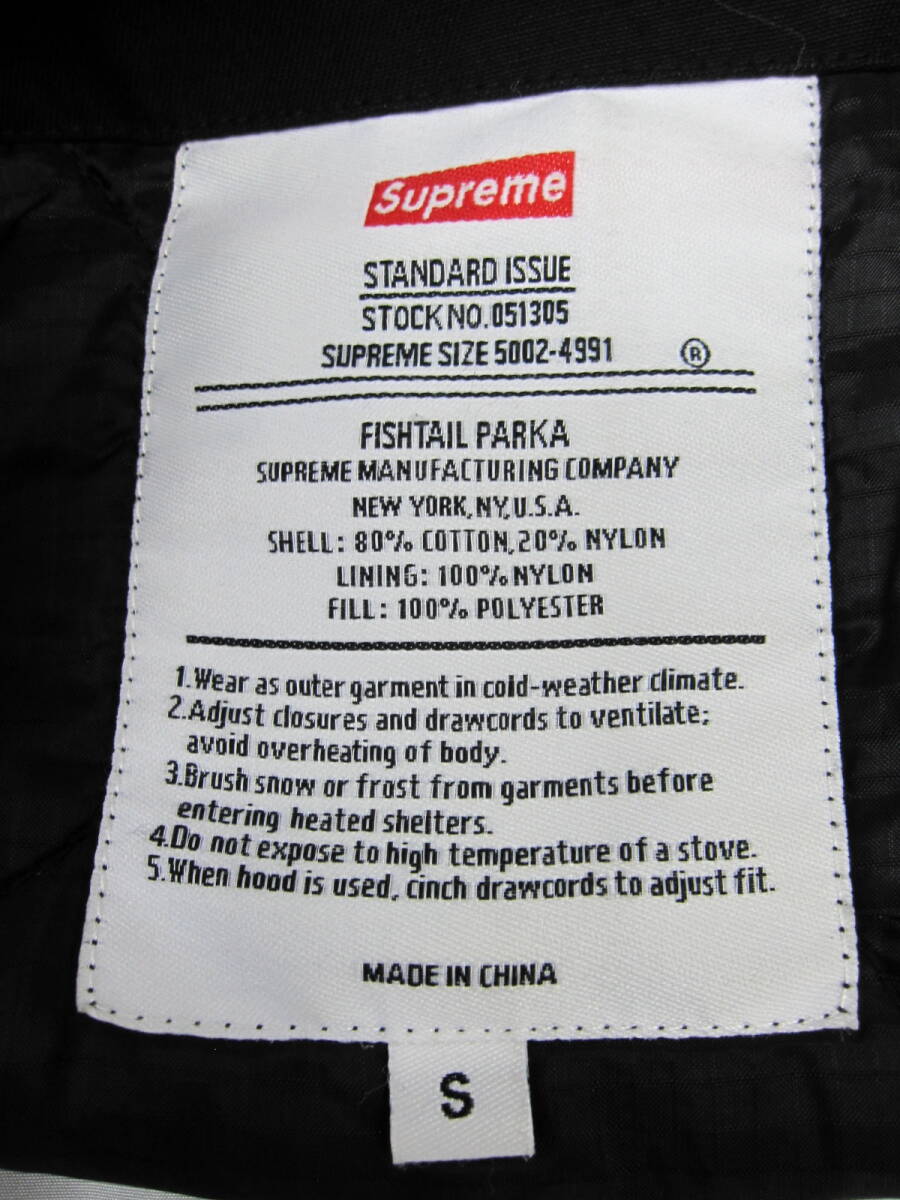 Supreme
STANDARD ISSUE
STOCK NO.051305
SUPREME SIZE 5002-4991 ®
FISHTAIL PARKA
SUPREME MANUFACTURING COMPANY
NEW YORK,NY,U.S.A.
SHELL: 80% COTTON,20% NYLON
LINING: 100% NYLON
FILL: 100% POLYESTER
1.Wear as outer garment in cold-weather climate.
2.Adjust closures and drawcords to ventilate;
avoid overheating of body.
3.Brush snow or frost from garments before
entering heated shelters.
4.Do not expose to high temperature of a stove.
5.When hood is used, cinch drawcords to adjust fit.
MADE IN CHINA
S